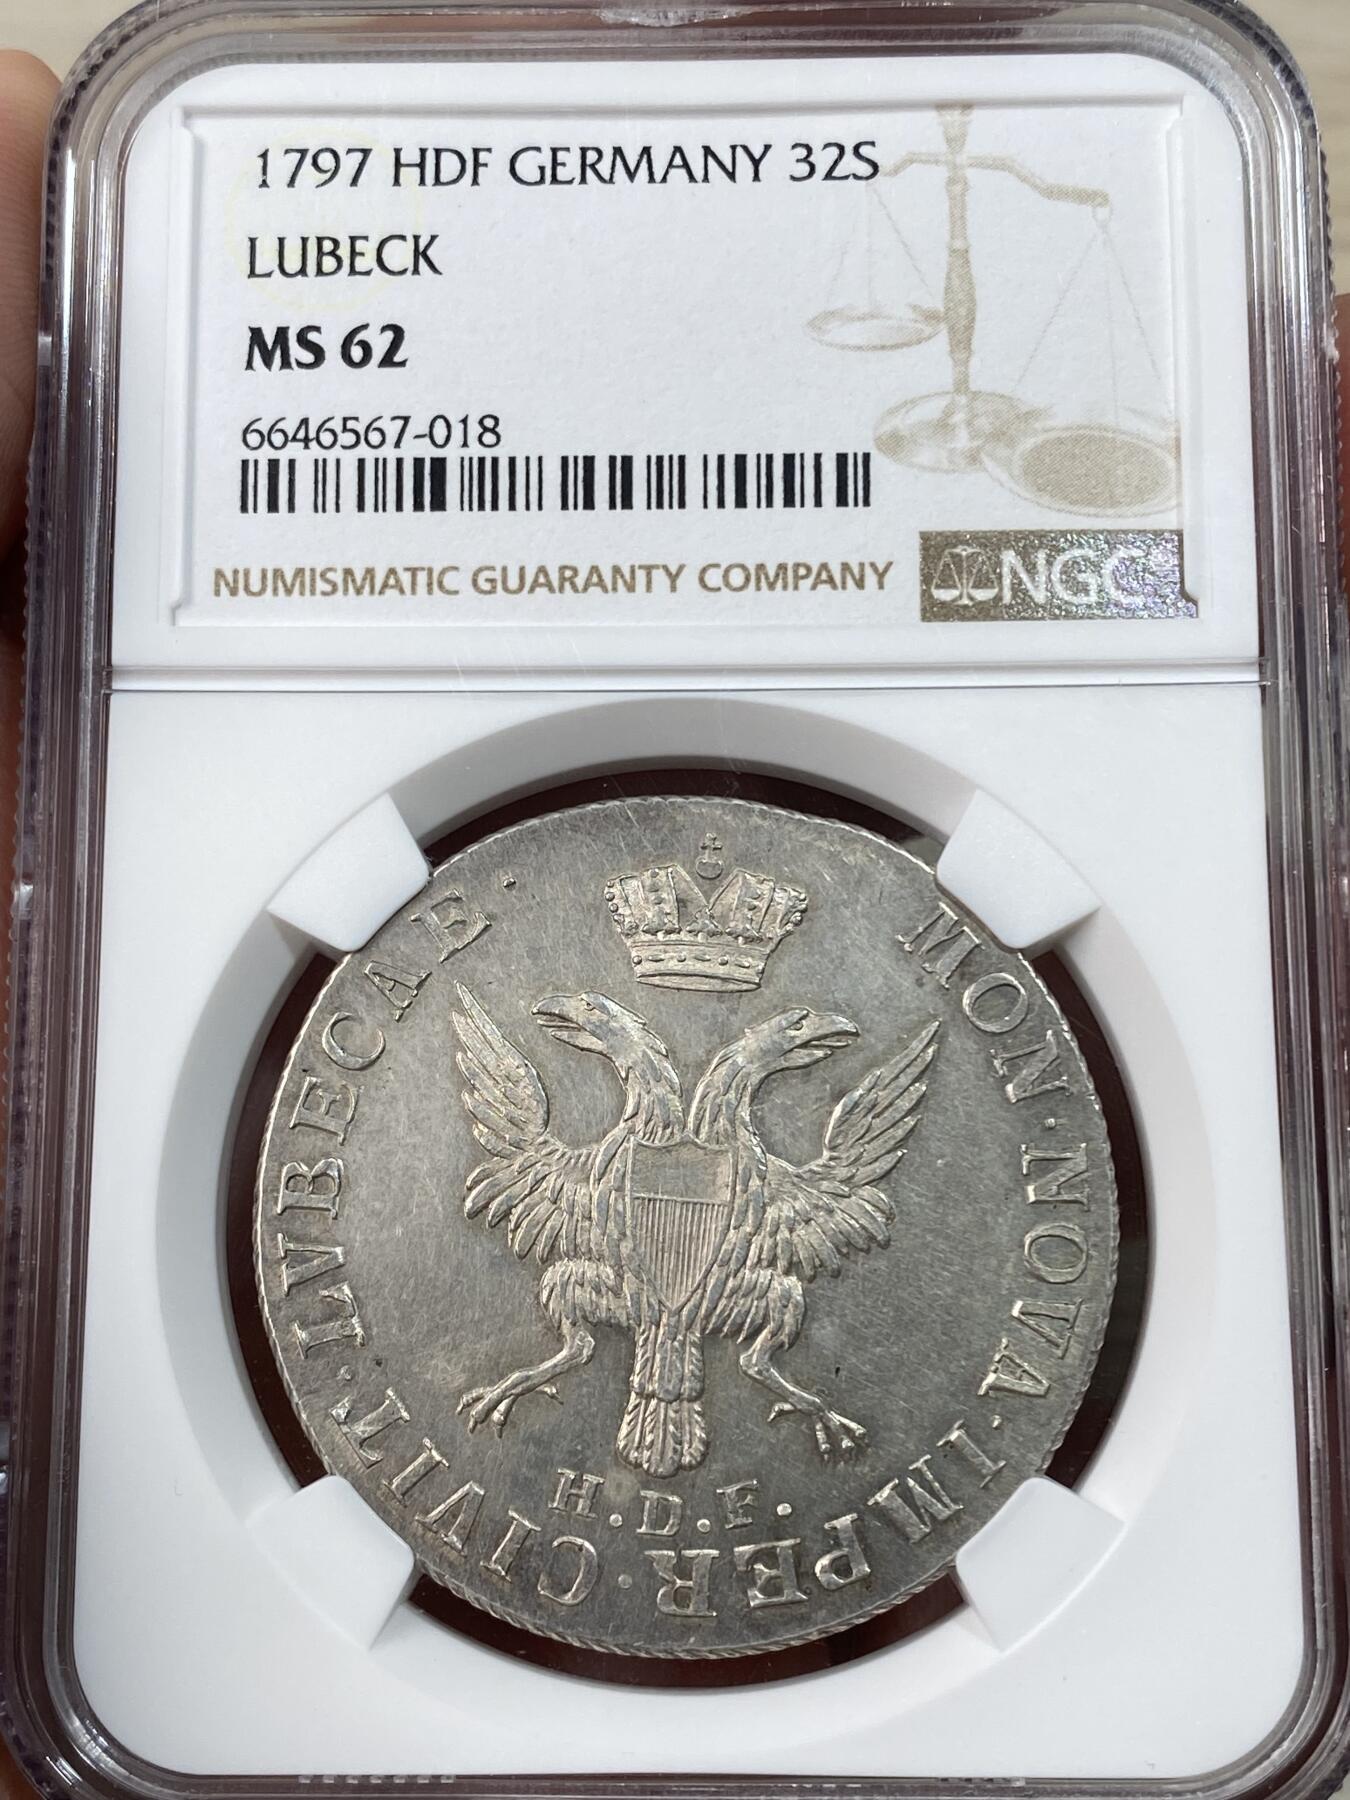 1797 HDF GERMANY 32S
LUBECK
MS 62
6646567-018
NUMISMATIC GUARANTY COMPANY
NGC
MON·NOVA·IMPER·CIVIT·LVBECAE·
H.D.F.